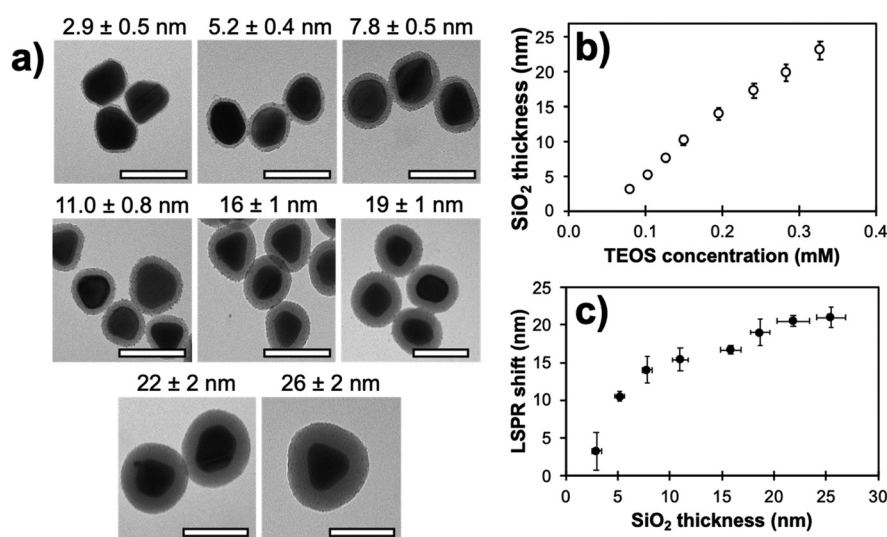 a)
2.9 ± 0.5 nm 5.2 ± 0.4 nm 7.8 ± 0.5 nm
11.0 ± 0.8 nm 16 ± 1 nm 19 ± 1 nm
22 ± 2 nm 26 ± 2 nm
b)
SiO₂ thickness (nm)
25
20
15
10
5
0
0.0 0.1 0.2 0.3 0.4
TEOS concentration (mM)
c)
LSPR shift (nm)
25
20
15
10
5
0
0 5 10 15 20 25 30
SiO₂ thickness (nm)